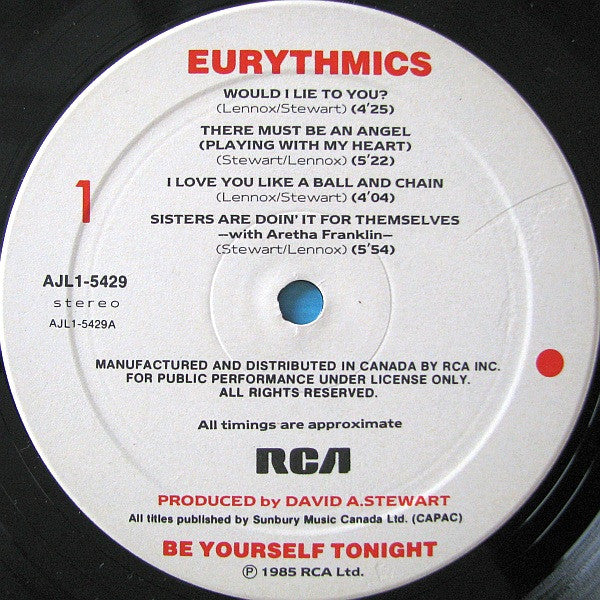 EURYTHMICS
WOULD I LIE TO YOU?
(Lennox/Stewart) (4'25)
THERE MUST BE AN ANGEL
(PLAYING WITH MY HEART)
(Stewart/Lennox) (5'22)
I LOVE YOU LIKE A BALL AND CHAIN
(Lennox/Stewart) (4'04)
SISTERS ARE DOIN' IT FOR THEMSELVES
—with Aretha Franklin—
(Stewart/Lennox) (5'54)
1
AJL1-5429
stereo
AJL1-5429A
MANUFACTURED AND DISTRIBUTED IN CANADA BY RCA INC.
FOR PUBLIC PERFORMANCE UNDER LICENSE ONLY.
ALL RIGHTS RESERVED.
All timings are approximate
RCA
PRODUCED by DAVID A.STEWART
All titles published by Sunbury Music Canada Ltd. (CAPAC)
BE YOURSELF TONIGHT
℗ 1985 RCA Ltd.